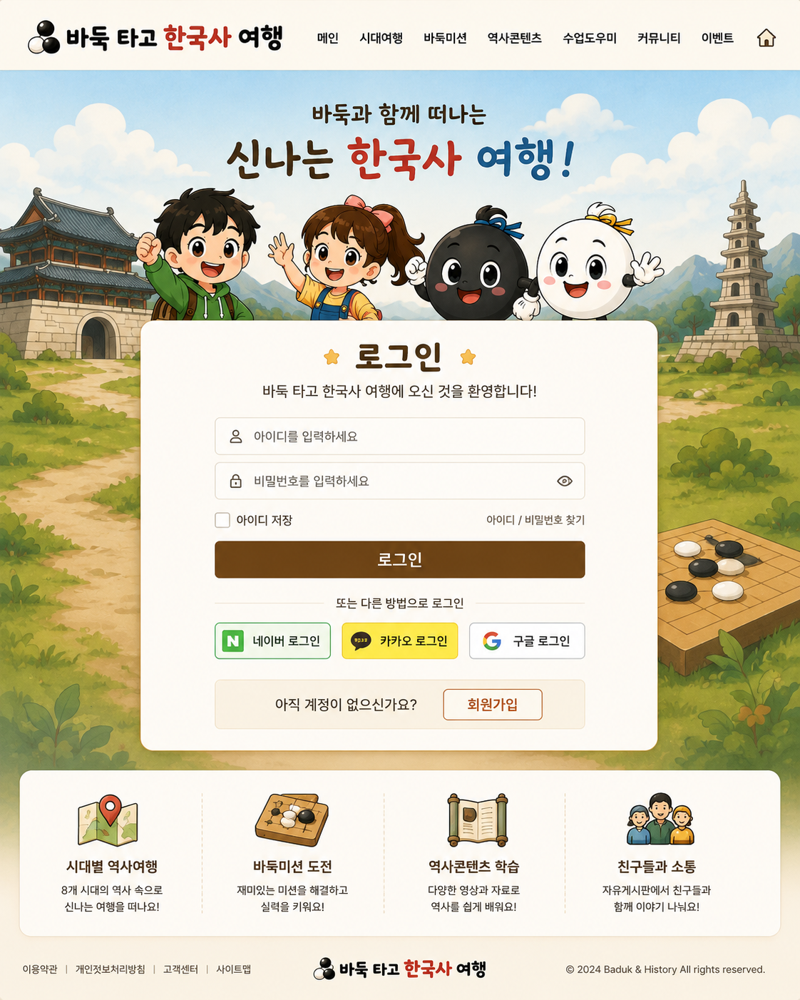 바둑 타고 한국사 여행
메인 시대여행 바둑미션 역사콘텐츠 수업도우미 커뮤니티 이벤트
바둑과 함께 떠나는
신나는 한국사 여행!
로그인
바둑 타고 한국사 여행에 오신 것을 환영합니다!
아이디를 입력하세요
비밀번호를 입력하세요
아이디 저장 아이디 / 비밀번호 찾기
로그인
또는 다른 방법으로 로그인
N 네이버 로그인 카카오 로그인 G 구글 로그인
아직 계정이 없으신가요? 회원가입
시대별 역사여행
8개 시대의 역사 속으로
신나는 여행을 떠나요!
바둑미션 도전
재미있는 미션을 해결하고
실력을 키워요!
역사콘텐츠 학습
다양한 영상과 자료로
역사를 쉽게 배워요!
친구들과 소통
자유게시판에서 친구들과
함께 이야기 나눠요!
이용약관 | 개인정보처리방침 | 고객센터 | 사이트맵
바둑 타고 한국사 여행
© 2024 Baduk & History All rights reserved.